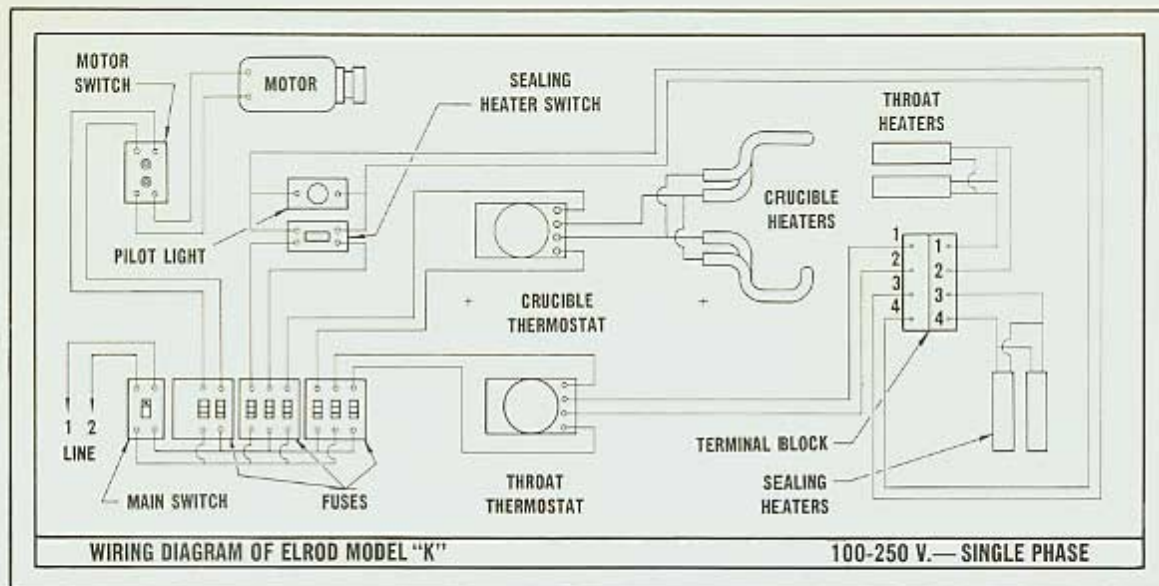 MOTOR
SWITCH
MOTOR
SEALING
HEATER SWITCH
THROAT
HEATERS
CRUCIBLE
HEATERS
PILOT LIGHT
CRUCIBLE
THERMOSTAT
1
2
3
4
1
2
3
4
1 2
LINE
MAIN SWITCH
FUSES
THROAT
THERMOSTAT
TERMINAL BLOCK
SEALING
HEATERS
WIRING DIAGRAM OF ELROD MODEL "K"
100-250 V.— SINGLE PHASE